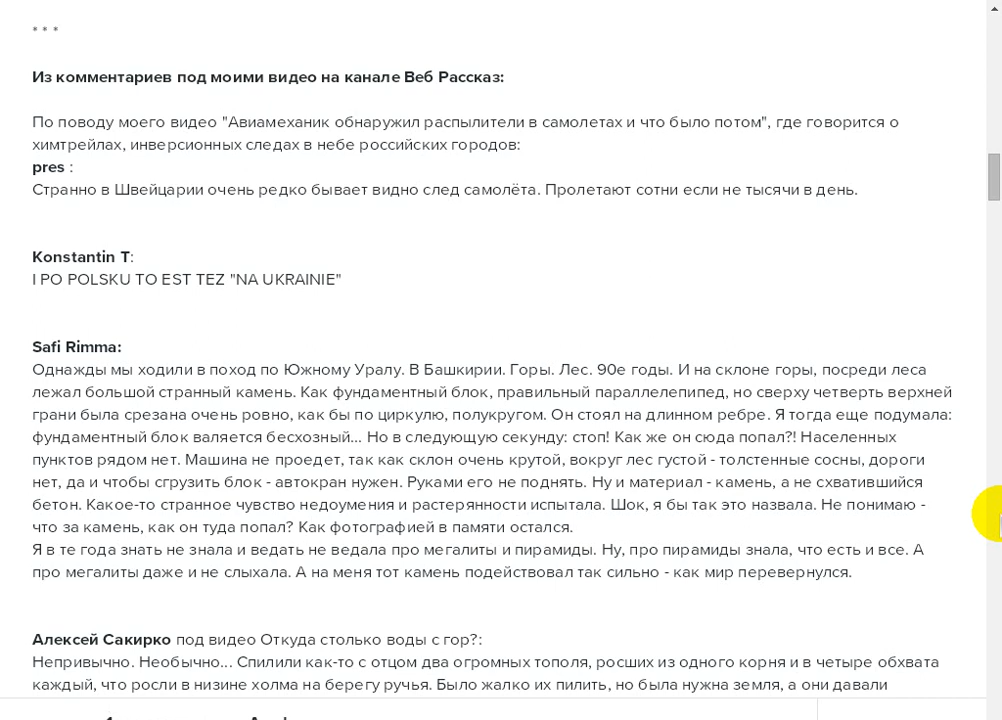 * * *
Из комментариев под моими видео на канале Веб Рассказ:
По поводу моего видео "Авиамеханик обнаружил распылители в самолетах и что было потом", где говорится о
химтрейлах, инверсионных следах в небе российских городов:
pres :
Странно в Швейцарии очень редко бывает видно след самолёта. Пролетают сотни если не тысячи в день.
Konstantin T:
I PO POLSKU TO EST TEZ "NA UKRAINIE"
Safi Rimma:
Однажды мы ходили в поход по Южному Уралу. В Башкирии. Горы. Лес. 90е годы. И на склоне горы, посреди леса
лежал большой странный камень. Как фундаментный блок, правильный параллелепипед, но сверху четверть верхней
грани была срезана очень ровно, как бы по циркулю, полукругом. Он стоял на длинном ребре. Я тогда еще подумала:
фундаментный блок валяется бесхозный... Но в следующую секунду: стоп! Как же он сюда попал?! Населенных
пунктов рядом нет. Машина не проедет, так как склон очень крутой, вокруг лес густой - толстенные сосны, дороги
нет, да и чтобы сгрузить блок - автокран нужен. Руками его не поднять. Ну и материал - камень, а не схватившийся
бетон. Какое-то странное чувство недоумения и растерянности испытала. Шок, я бы так это назвала. Не понимаю -
что за камень, как он туда попал? Как фотографией в памяти остался.
Я в те года знать не знала и ведать не ведала про мегалиты и пирамиды. Ну, про пирамиды знала, что есть и все. А
про мегалиты даже и не слыхала. А на меня тот камень подействовал так сильно - как мир перевернулся.
Алексей Сакирко под видео Откуда столько воды с гор?:
Непривычно. Необычно... Спилили как-то с отцом два огромных тополя, росших из одного корня и в четыре обхвата
каждый, что росли в низине холма на берегу ручья. Было жалко их пилить, но была нужна земля, а они давали